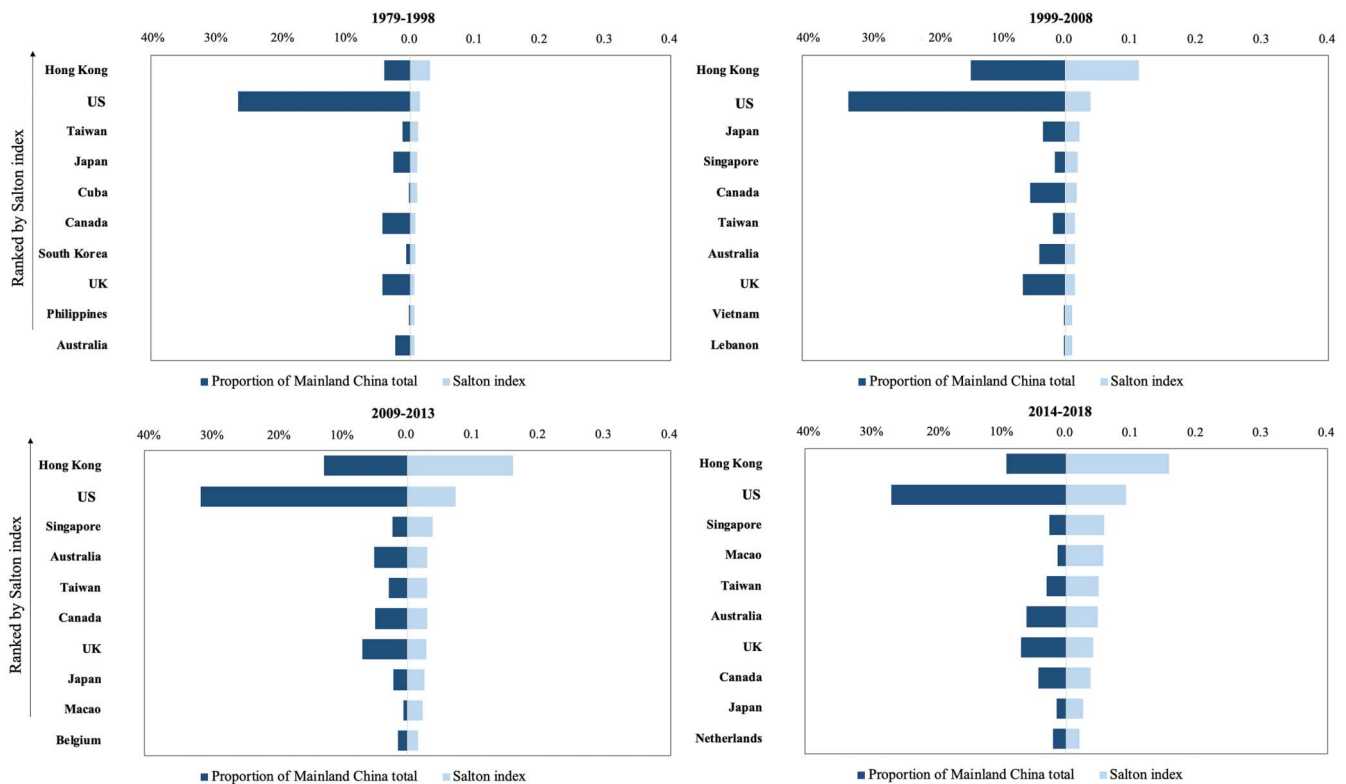 1979-1998
40% 30% 20% 10% 0.0 0.1 0.2 0.3 0.4
Ranked by Salton index
Hong Kong
US
Taiwan
Japan
Cuba
Canada
South Korea
UK
Philippines
Australia
Proportion of Mainland China total Salton index
1999-2008
40% 30% 20% 10% 0.0 0.1 0.2 0.3 0.4
Hong Kong
US
Japan
Singapore
Canada
Taiwan
Australia
UK
Vietnam
Lebanon
Proportion of Mainland China total Salton index
2009-2013
40% 30% 20% 10% 0.0 0.1 0.2 0.3 0.4
Ranked by Salton index
Hong Kong
US
Singapore
Australia
Taiwan
Canada
UK
Japan
Macao
Belgium
Proportion of Mainland China total Salton index
2014-2018
40% 30% 20% 10% 0.0 0.1 0.2 0.3 0.4
Hong Kong
US
Singapore
Macao
Taiwan
Australia
UK
Canada
Japan
Netherlands
Proportion of Mainland China total Salton index